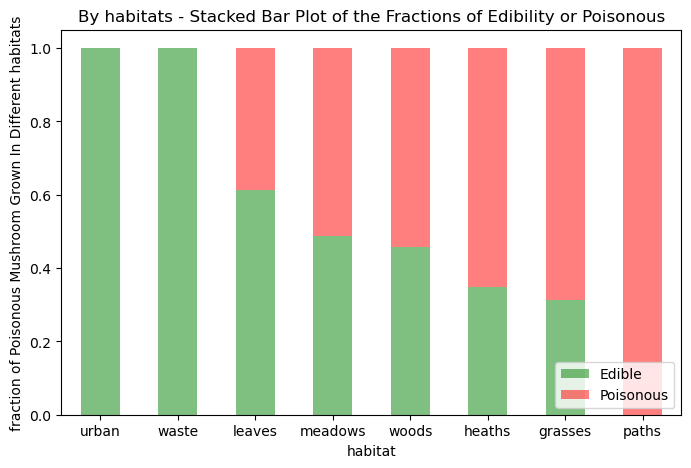 By habitats - Stacked Bar Plot of the Fractions of Edibility or Poisonous
fraction of Poisonous Mushroom Grown In Different habitats
1.0
0.8
0.6
0.4
0.2
0.0
Edible
Poisonous
urban waste leaves meadows woods heaths grasses paths
habitat